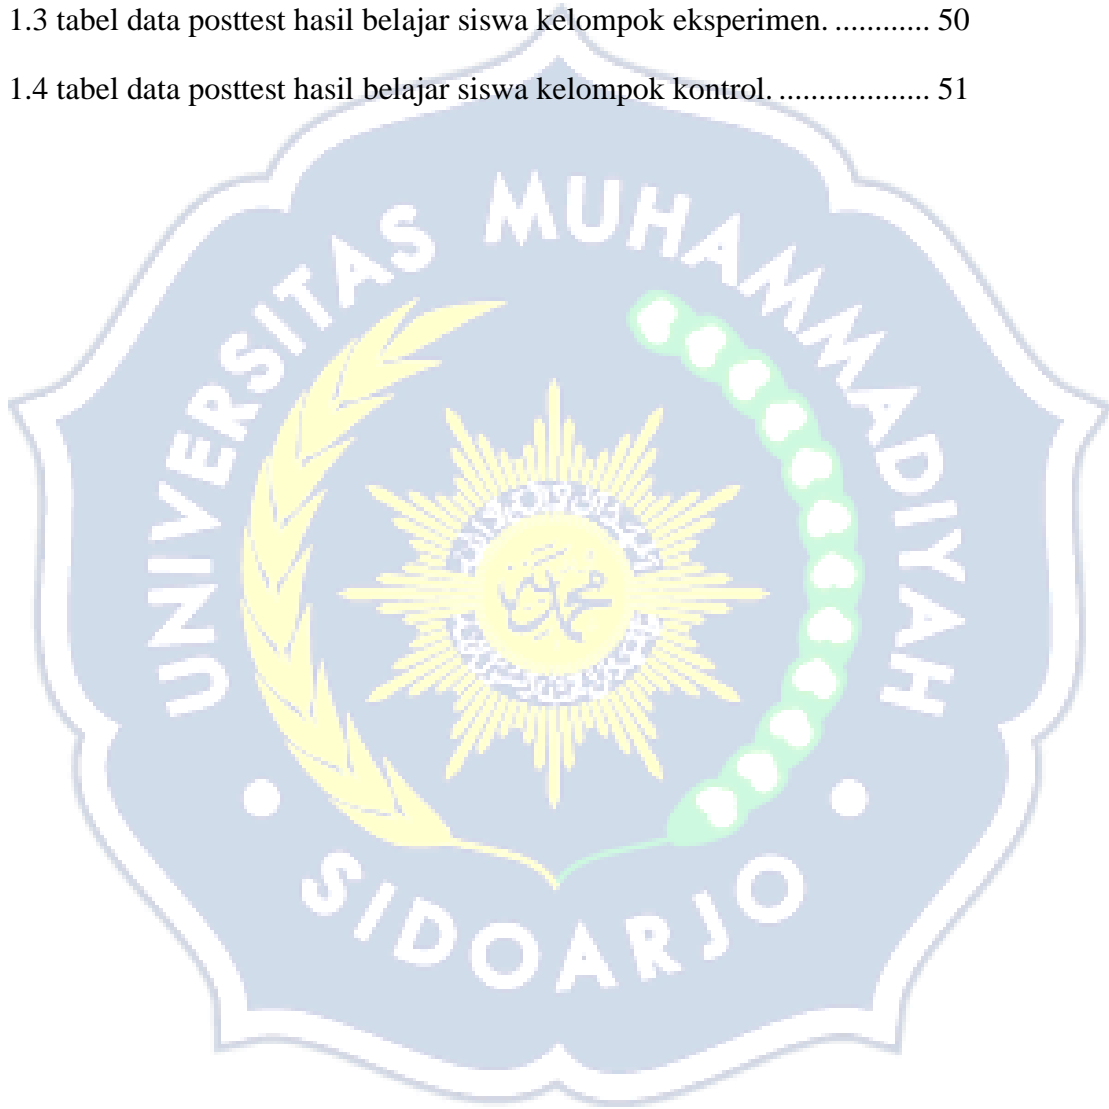 1.3 tabel data posttest hasil belajar siswa kelompok eksperimen. ............ 50
1.4 tabel data posttest hasil belajar siswa kelompok kontrol. ................... 51
UNIVERSITAS MUHAMMADIYAH
SIDOARJO